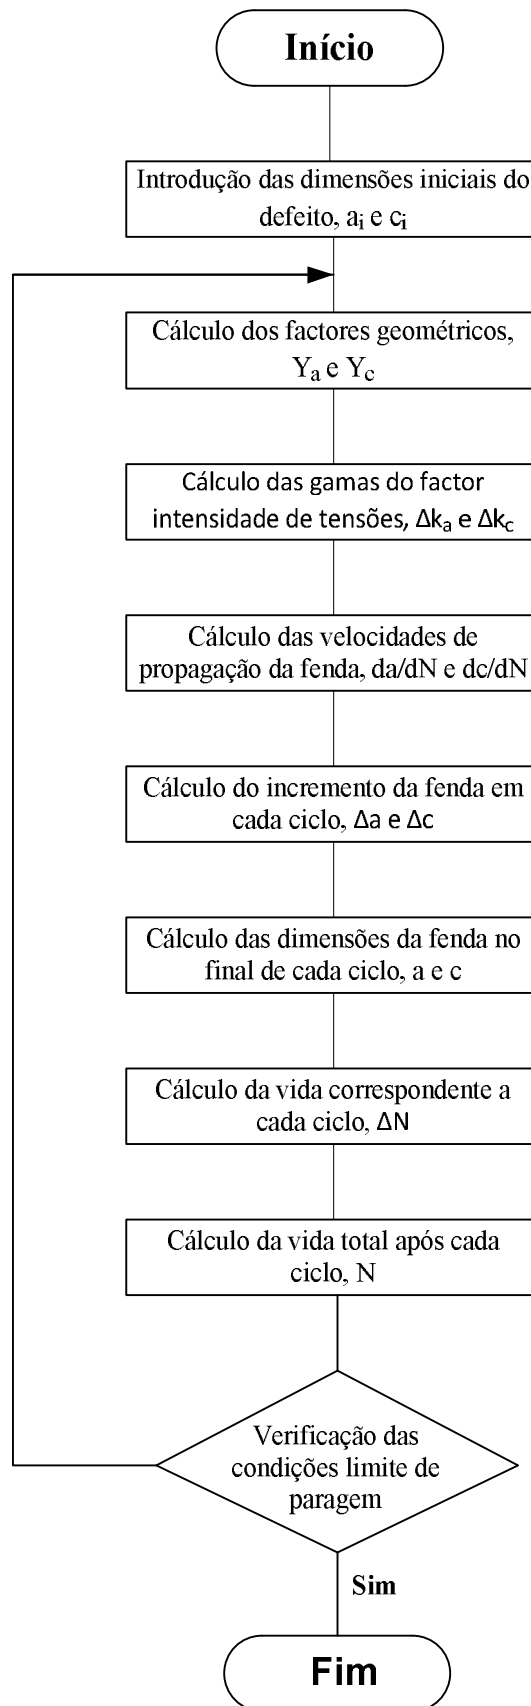 Início
Introdução das dimensões iniciais do
defeito, aᵢ e cᵢ
Cálculo dos factores geométricos,
Yₐ e Y_c
Cálculo das gamas do factor
intensidade de tensões, Δkₐ e Δk_c
Cálculo das velocidades de
propagação da fenda, da/dN e dc/dN
Cálculo do incremento da fenda em
cada ciclo, Δa e Δc
Cálculo das dimensões da fenda no
final de cada ciclo, a e c
Cálculo da vida correspondente a
cada ciclo, ΔN
Cálculo da vida total após cada
ciclo, N
Verificação das
condições limite de
paragem
Sim
Fim